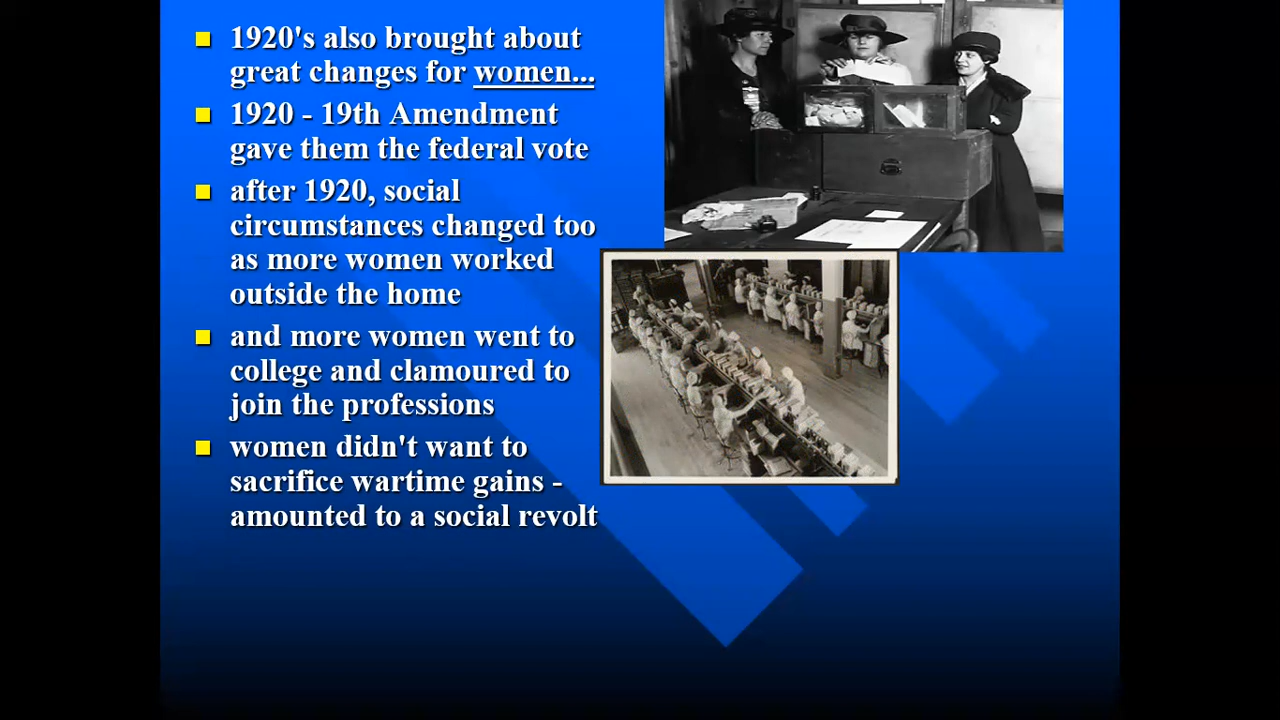 1920's also brought about
great changes for women...
1920 - 19th Amendment
gave them the federal vote
after 1920, social
circumstances changed too
as more women worked
outside the home
and more women went to
college and clamoured to
join the professions
women didn't want to
sacrifice wartime gains -
amounted to a social revolt